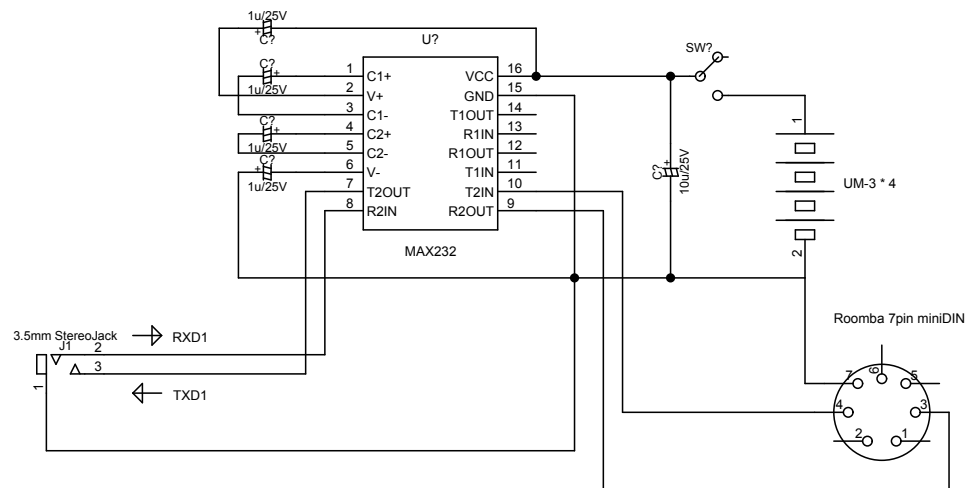 1u/25V
C?
U?
SW?
C?
1u/25V
1 C1+ VCC 16
2 V+ GND 15
3 C1- T1OUT 14
4 C2+ R1IN 13
5 C2- R1OUT 12
6 V- T1IN 11
7 T2OUT T2IN 10
8 R2IN R2OUT 9
C?
1u/25V
C?
1u/25V
MAX232
C?
10u/25V
1
UM-3 * 4
2
3.5mm StereoJack
J1
RXD1
2
3
1
TXD1
Roomba 7pin miniDIN
7 6 5
4 3
2 1